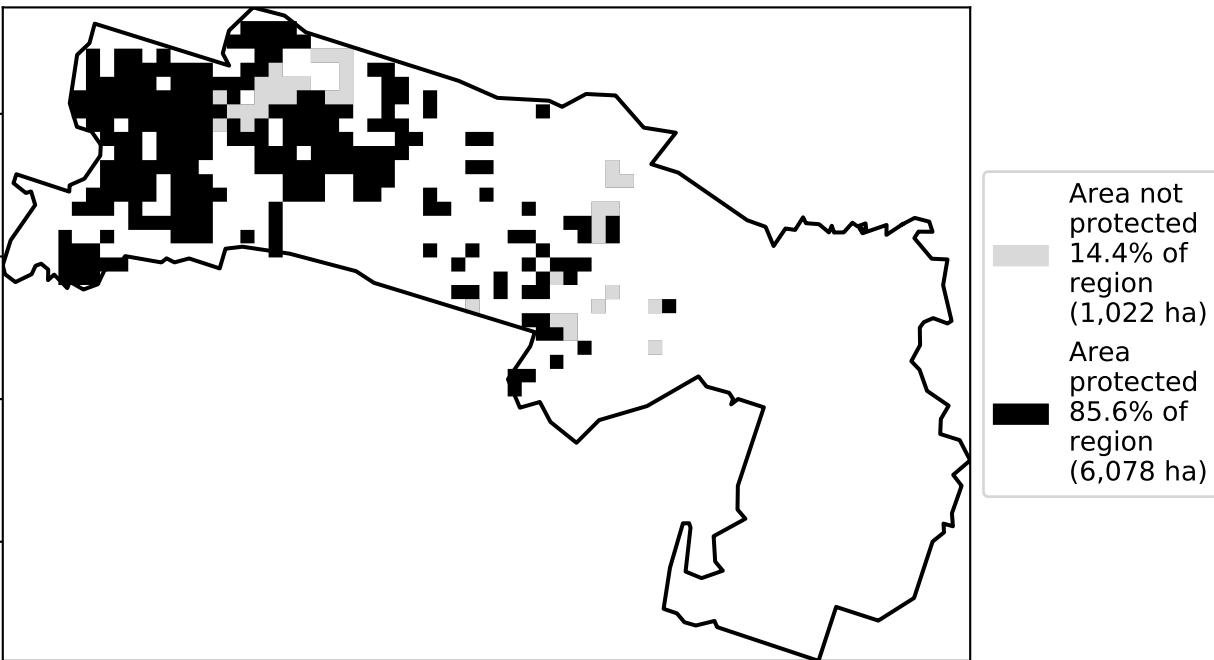 Area not
protected
14.4% of
region
(1,022 ha)
Area
protected
85.6% of
region
(6,078 ha)